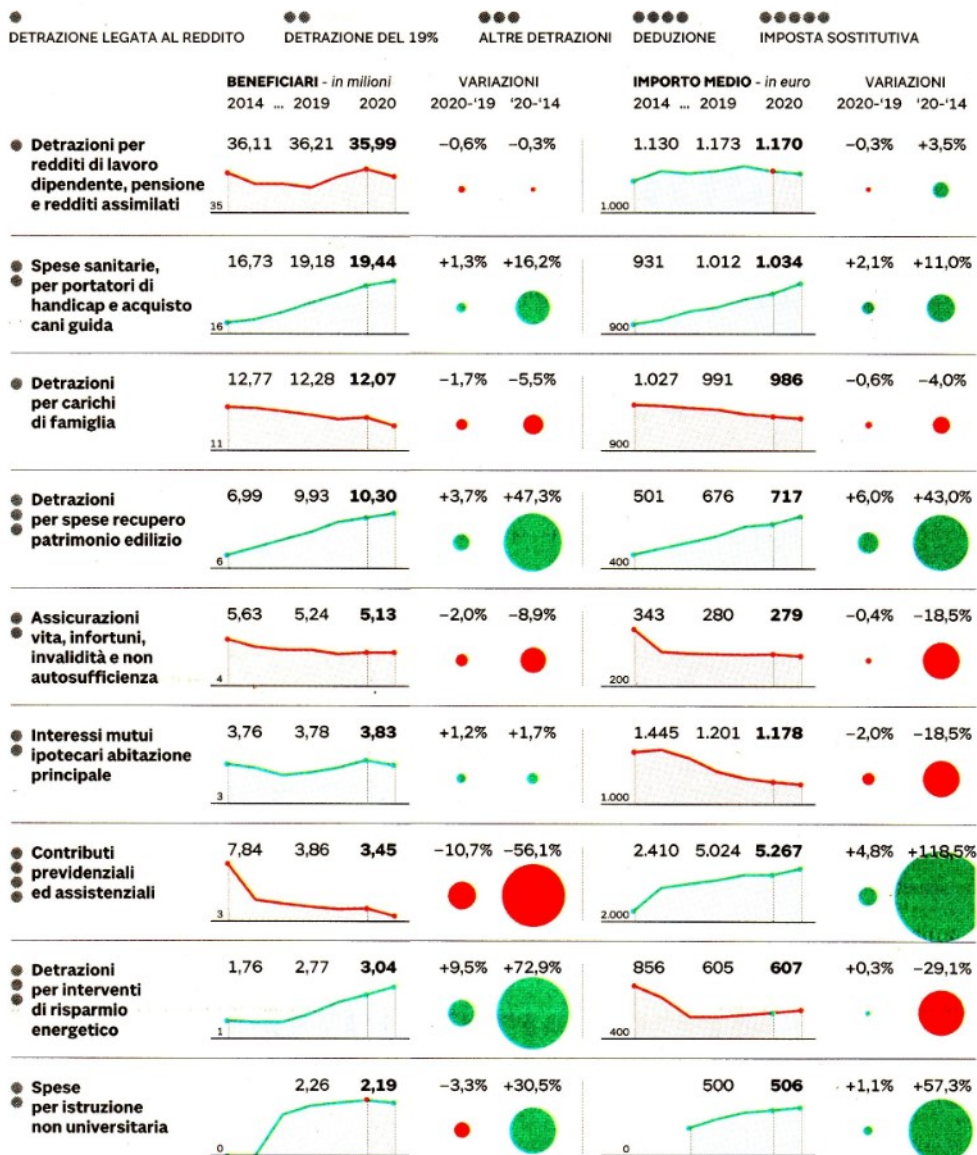 DETRAZIONE LEGATA AL REDDITO DETRAZIONE DEL 19% ALTRE DETRAZIONI DEDUZIONE IMPOSTA SOSTITUTIVA
BENEFICIARI - in milioni VARIAZIONI IMPORTO MEDIO - in euro VARIAZIONI
2014 ... 2019 2020 2020-'19 '20-'14 2014 ... 2019 2020 2020-'19 '20-'14
Detrazioni per 36,11 36,21 35,99 −0,6% −0,3% 1.130 1.173 1.170 −0,3% +3,5%
redditi di lavoro
dipendente, pensione
e redditi assimilati
35 1.000
Spese sanitarie, 16,73 19,18 19,44 +1,3% +16,2% 931 1.012 1.034 +2,1% +11,0%
per portatori di
handicap e acquisto
cani guida
16 900
Detrazioni 12,77 12,28 12,07 −1,7% −5,5% 1.027 991 986 −0,6% −4,0%
per carichi
di famiglia
11 900
Detrazioni 6,99 9,93 10,30 +3,7% +47,3% 501 676 717 +6,0% +43,0%
per spese recupero
patrimonio edilizio
6 400
Assicurazioni 5,63 5,24 5,13 −2,0% −8,9% 343 280 279 −0,4% −18,5%
vita, infortuni,
invalidità e non
autosufficienza
4 200
Interessi mutui 3,76 3,78 3,83 +1,2% +1,7% 1.445 1.201 1.178 −2,0% −18,5%
ipotecari abitazione
principale
3 1.000
Contributi 7,84 3,86 3,45 −10,7% −56,1% 2.410 5.024 5.267 +4,8% +118,5%
previdenziali
ed assistenziali
3 2.000
Detrazioni 1,76 2,77 3,04 +9,5% +72,9% 856 605 607 +0,3% −29,1%
per interventi
di risparmio
energetico
1 400
Spese 2,26 2,19 −3,3% +30,5% 500 506 +1,1% +57,3%
per istruzione
non universitaria
0 0